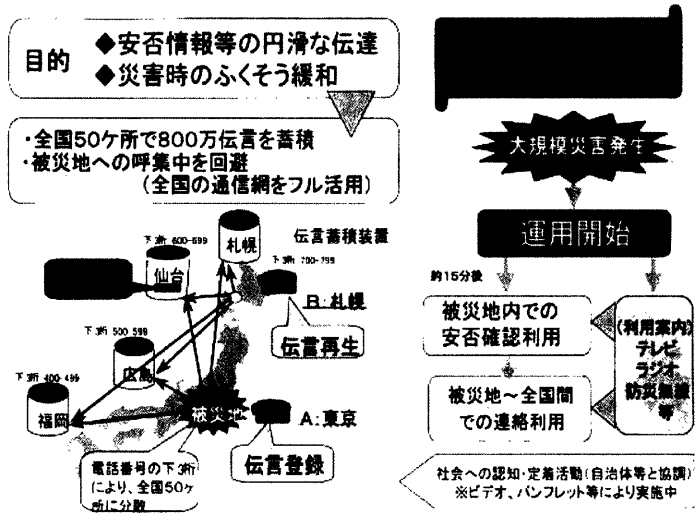 目的
◆安否情報等の円滑な伝達
◆災害時のふくそう緩和
・全国50ケ所で800万伝言を蓄積
・被災地への呼集中を回避
(全国の通信網をフル活用)
下3桁 600-699
札幌
伝言蓄積装置
仙台
下3桁 700-799
B:札幌
伝言再生
下3桁 500-599
広島
下3桁 400-499
福岡
被災地
A:東京
伝言登録
電話番号の下3桁
により、全国50ケ
所に分散
大規模災害発生
運用開始
約15分後
被災地内での
安否確認利用
(利用案内)
テレビ
ラジオ
防災無線
等
被災地~全国間
での連絡利用
社会への認知・定着活動(自治体等と協調)
※ビデオ、パンフレット等により実施中